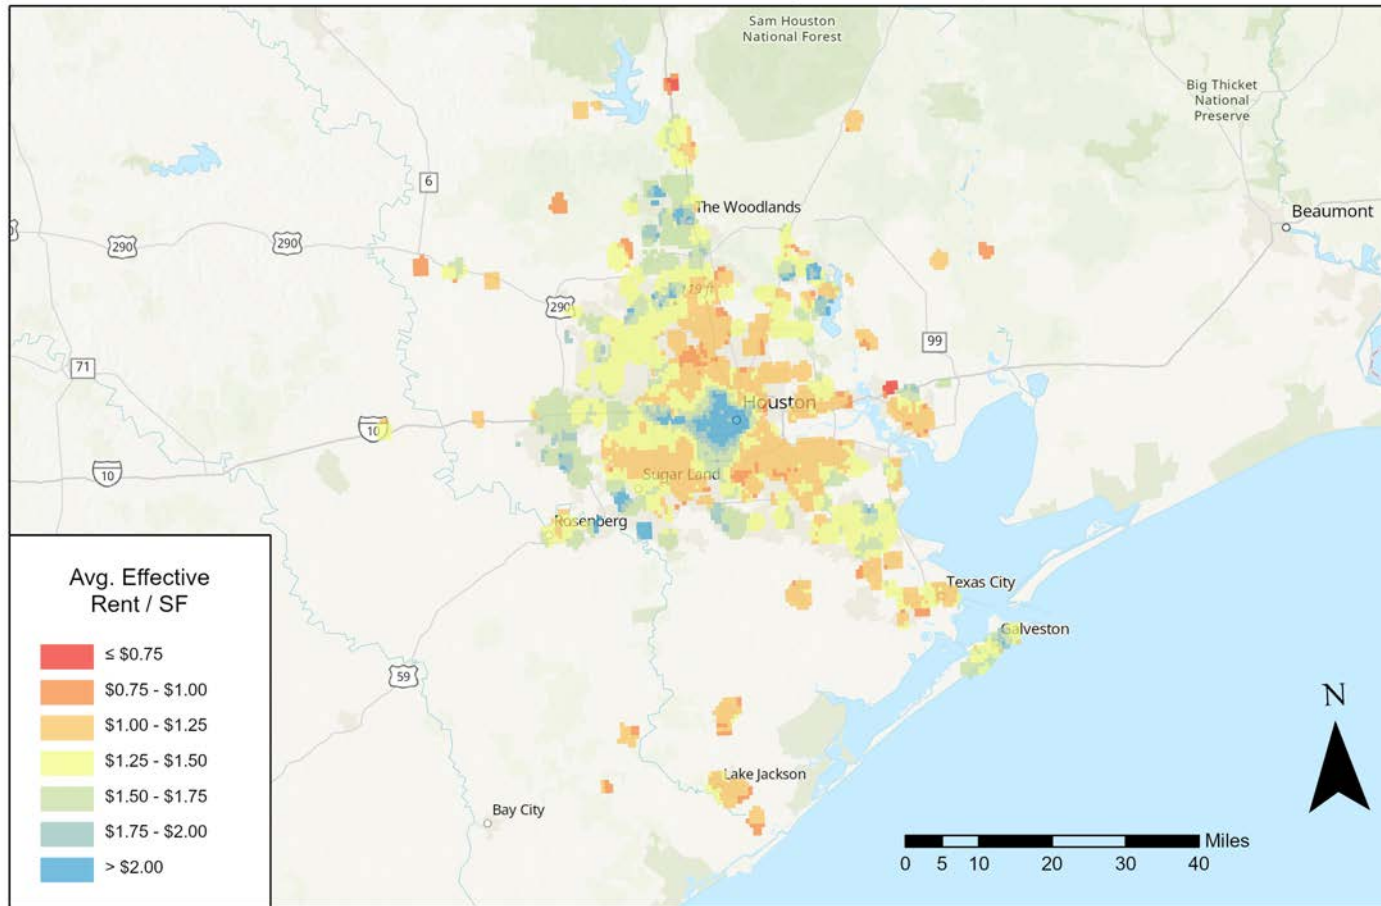 Sam Houston
National Forest
Big Thicket
National
Preserve
6
The Woodlands
Beaumont
290
290
290
99
71
Houston
10
10
Sugar Land
Rosenberg
Texas City
Galveston
59
Lake Jackson
Bay City
Avg. Effective
Rent / SF
≤ $0.75
$0.75 - $1.00
$1.00 - $1.25
$1.25 - $1.50
$1.50 - $1.75
$1.75 - $2.00
> $2.00
N
Miles
0 5 10 20 30 40